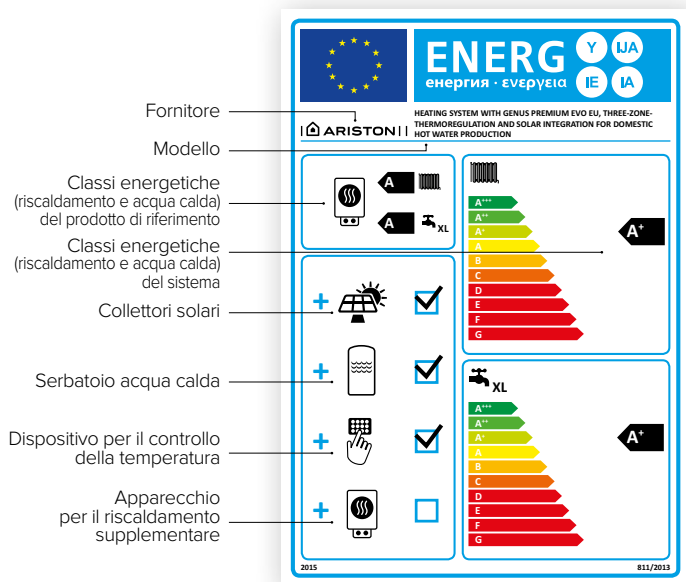 Fornitore
Modello
Classi energetiche
(riscaldamento e acqua calda)
del prodotto di riferimento
Classi energetiche
(riscaldamento e acqua calda)
del sistema
Collettori solari
Serbatoio acqua calda
Dispositivo per il controllo
della temperatura
Apparecchio
per il riscaldamento
supplementare
ENERG
енергия · ενεργεια
Y
IJA
IE
IA
ARISTON
HEATING SYSTEM WITH GENUS PREMIUM EVO EU, THREE-ZONE-
THERMOREGULATION AND SOLAR INTEGRATION FOR DOMESTIC
HOT WATER PRODUCTION
A
A
XL
+
+
+
+
A+++
A++
A+
A
B
C
D
E
F
G
A+
XL
A+++
A++
A+
A
B
C
D
E
F
G
A+
2015
811/2013